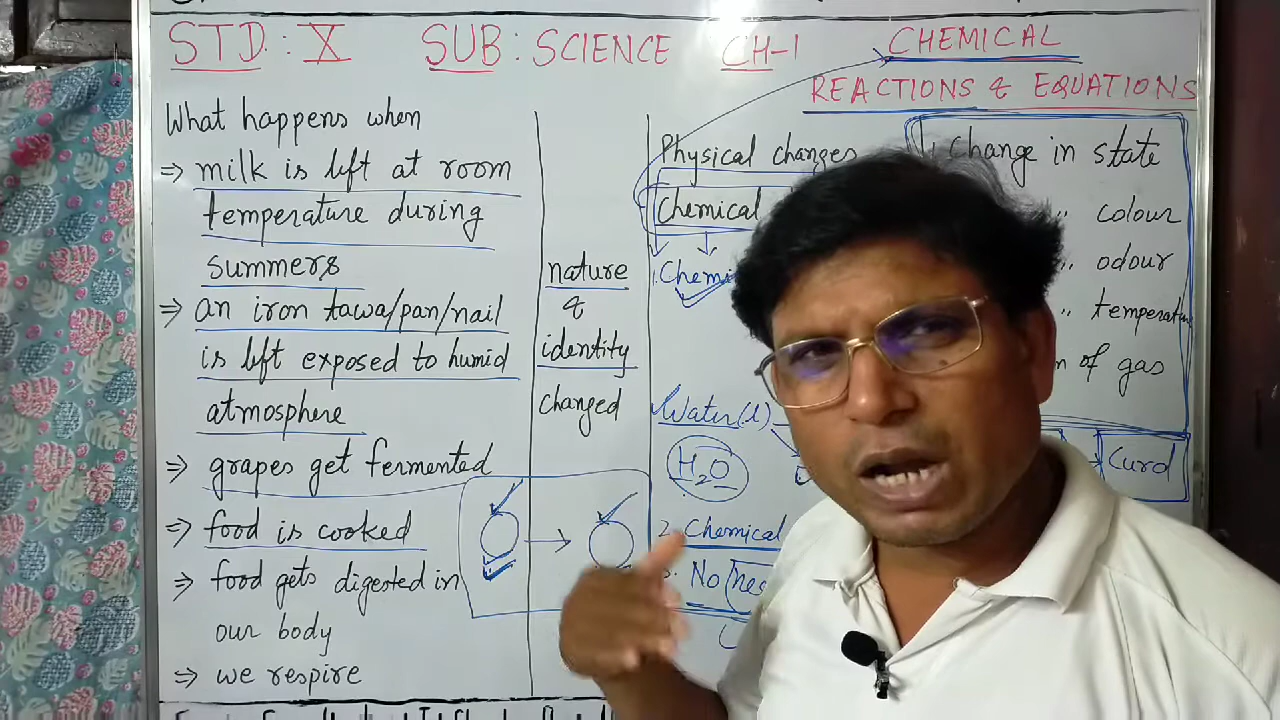 STD : X SUB : SCIENCE CH-1 CHEMICAL
REACTIONS & EQUATIONS
What happens when
⇒ milk is left at room
temperature during
summers
⇒ an iron tawa/pan/nail
is left exposed to humid
atmosphere
⇒ grapes get fermented
⇒ food is cooked
⇒ food gets digested in
our body
⇒ we respire
nature
&
identity
changed
Physical changes
Chemical
1. Chemi
Water(l)
H2O
2. Chemical
No
1. Change in state
,, colour
,, odour
,, temperature
of gas
→ Curd